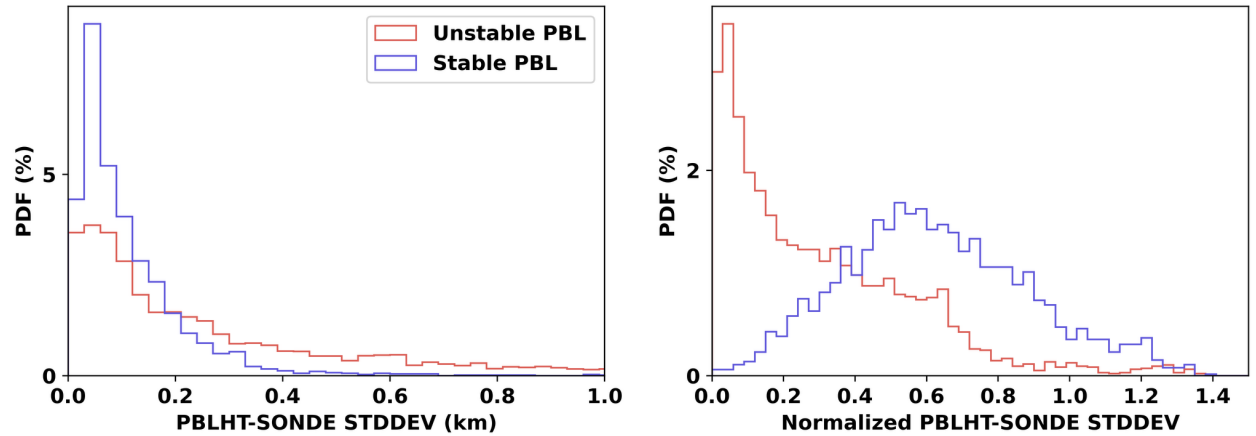 Unstable PBL
Stable PBL
PDF (%)
5
0
0.0 0.2 0.4 0.6 0.8 1.0
PBLHT-SONDE STDDEV (km)
PDF (%)
2
0
0.0 0.2 0.4 0.6 0.8 1.0 1.2 1.4
Normalized PBLHT-SONDE STDDEV